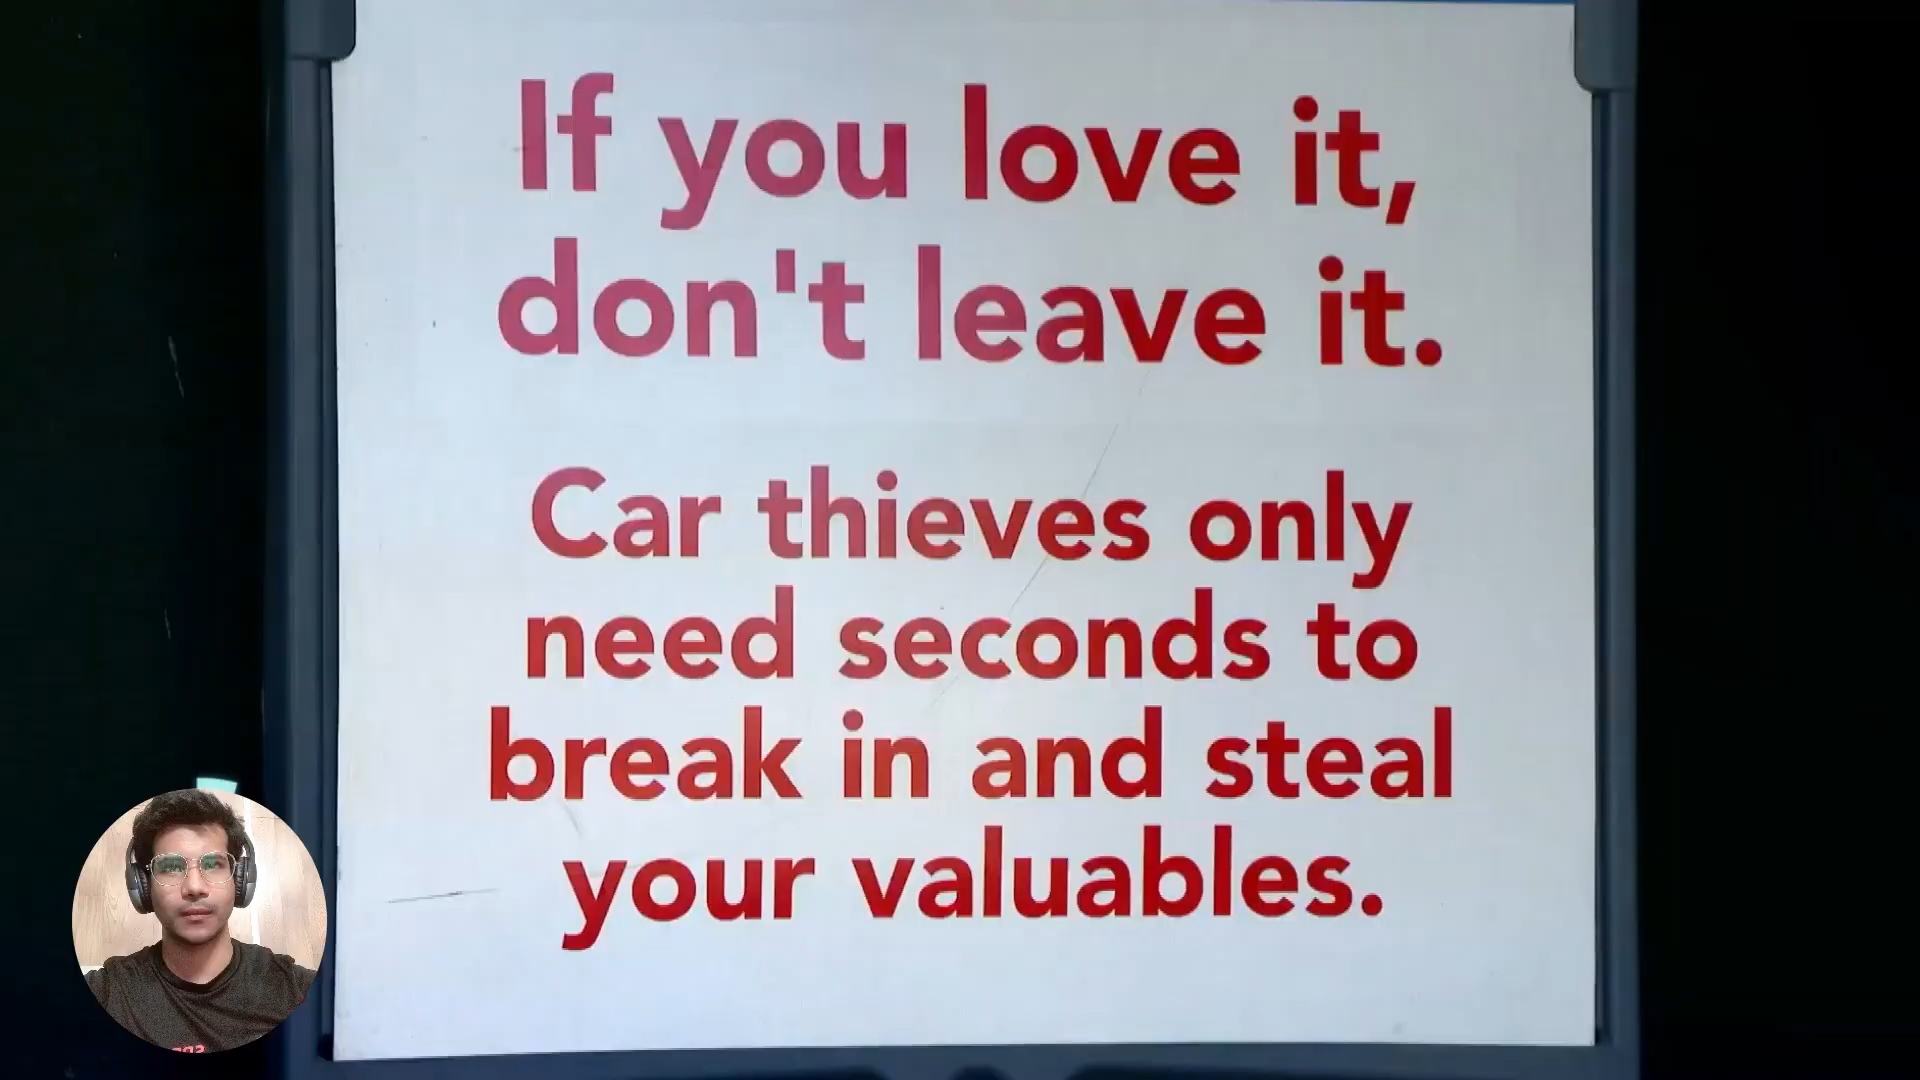 If you love it,
don't leave it.
Car thieves only
need seconds to
break in and steal
your valuables.